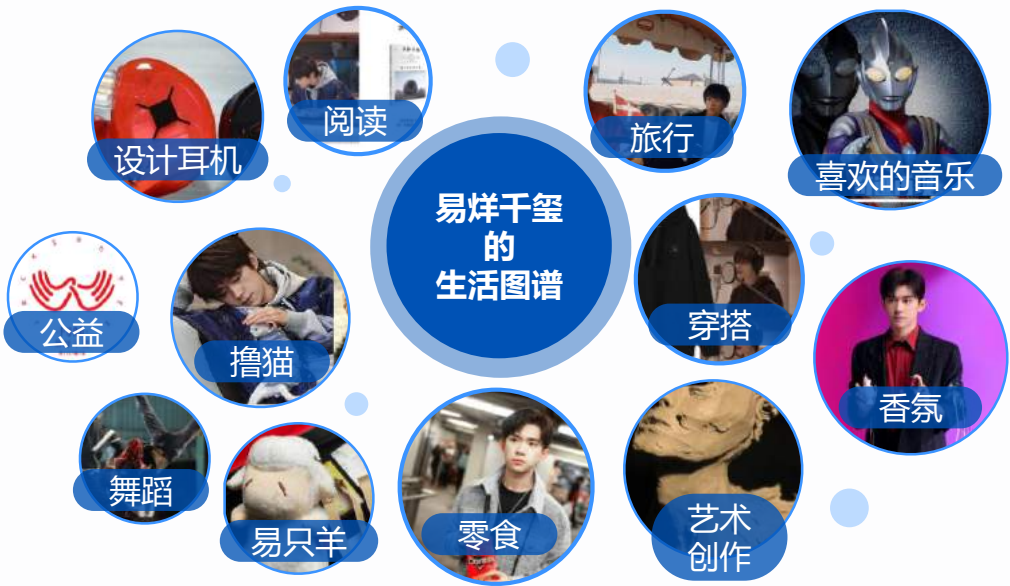 易烊千玺
的
生活图谱
设计耳机
阅读
旅行
喜欢的音乐
公益
撸猫
穿搭
香氛
舞蹈
易只羊
零食
艺术
创作